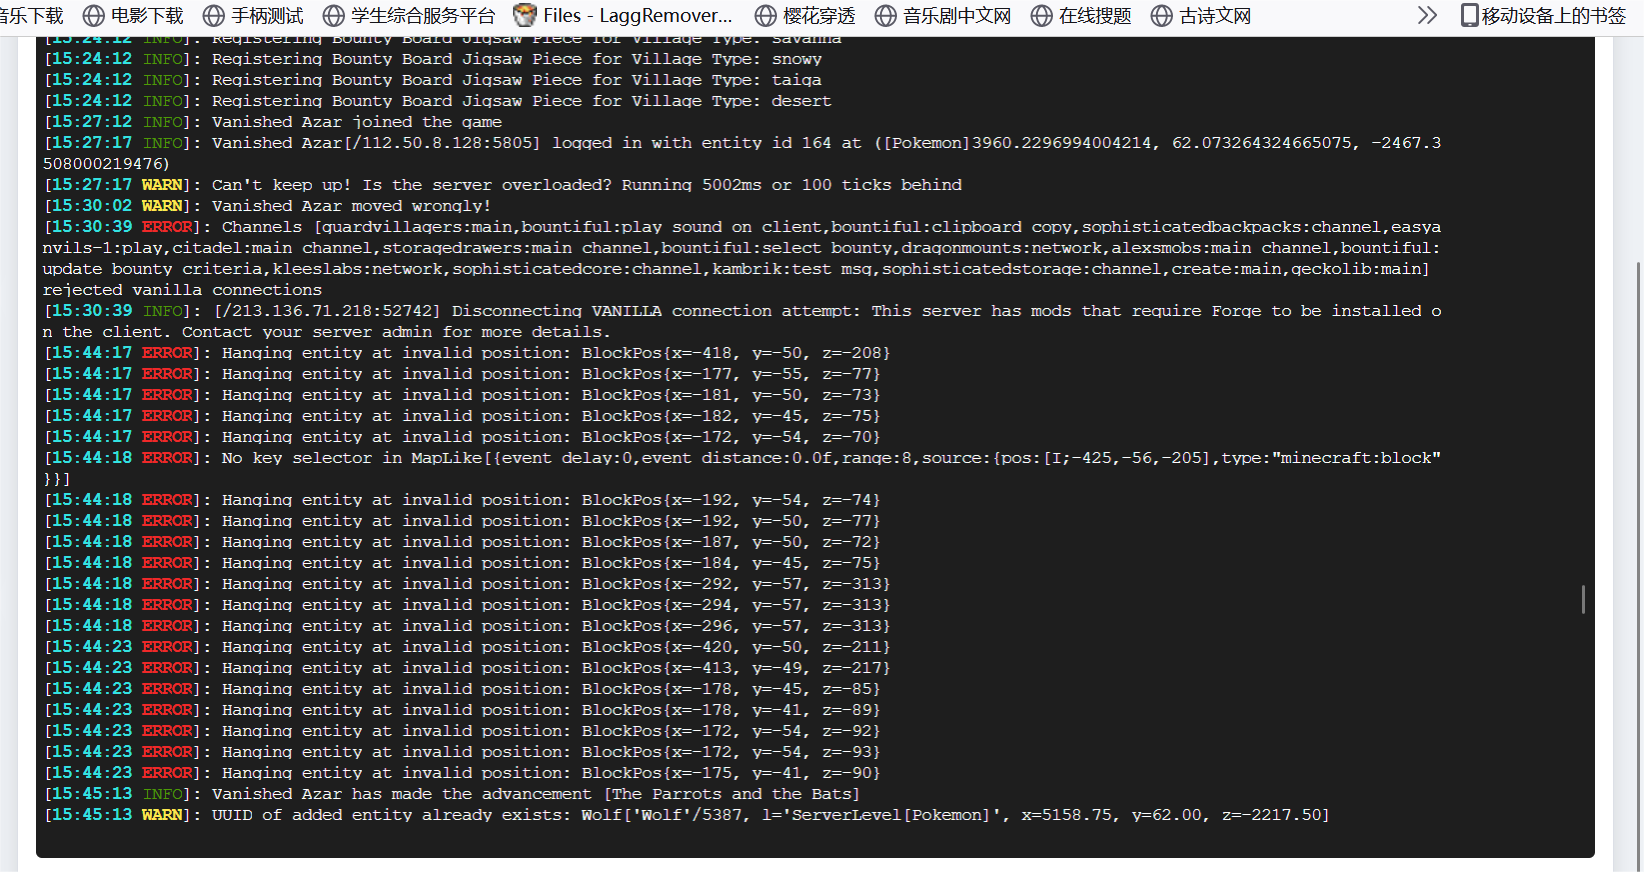 音乐下载 电影下载 手柄测试 学生综合服务平台 Files - LaggRemover... 樱花穿透 音乐剧中文网 在线搜题 古诗文网 移动设备上的书签
[15:24:12 INFO]: Registering Bounty Board Jigsaw Piece for Village Type: savanna
[15:24:12 INFO]: Registering Bounty Board Jigsaw Piece for Village Type: snowy
[15:24:12 INFO]: Registering Bounty Board Jigsaw Piece for Village Type: taiga
[15:24:12 INFO]: Registering Bounty Board Jigsaw Piece for Village Type: desert
[15:27:12 INFO]: Vanished Azar joined the game
[15:27:17 INFO]: Vanished Azar[/112.50.8.128:5805] logged in with entity id 164 at ([Pokemon]3960.2296994004214, 62.073264324665075, -2467.3
508000219476)
[15:27:17 WARN]: Can't keep up! Is the server overloaded? Running 5002ms or 100 ticks behind
[15:30:02 WARN]: Vanished Azar moved wrongly!
[15:30:39 ERROR]: Channels [guardvillagers:main,bountiful:play sound on client,bountiful:clipboard copy,sophisticatedbackpacks:channel,easya
nvils-1:play,citadel:main channel,storagedrawers:main channel,bountiful:select bounty,dragonmounts:network,alexsmobs:main channel,bountiful:
update bounty criteria,kleeslabs:network,sophisticatedcore:channel,kambrik:test msg,sophisticatedstorage:channel,create:main,geckolib:main]
rejected vanilla connections
[15:30:39 INFO]: [/213.136.71.218:52742] Disconnecting VANILLA connection attempt: This server has mods that require Forge to be installed o
n the client. Contact your server admin for more details.
[15:44:17 ERROR]: Hanging entity at invalid position: BlockPos{x=-418, y=-50, z=-208}
[15:44:17 ERROR]: Hanging entity at invalid position: BlockPos{x=-177, y=-55, z=-77}
[15:44:17 ERROR]: Hanging entity at invalid position: BlockPos{x=-181, y=-50, z=-73}
[15:44:17 ERROR]: Hanging entity at invalid position: BlockPos{x=-182, y=-45, z=-75}
[15:44:17 ERROR]: Hanging entity at invalid position: BlockPos{x=-172, y=-54, z=-70}
[15:44:18 ERROR]: No key selector in MapLike[{event delay:0,event distance:0.0f,range:8,source:{pos:[I;-425,-56,-205],type:"minecraft:block"
}}]
[15:44:18 ERROR]: Hanging entity at invalid position: BlockPos{x=-192, y=-54, z=-74}
[15:44:18 ERROR]: Hanging entity at invalid position: BlockPos{x=-192, y=-50, z=-77}
[15:44:18 ERROR]: Hanging entity at invalid position: BlockPos{x=-187, y=-50, z=-72}
[15:44:18 ERROR]: Hanging entity at invalid position: BlockPos{x=-184, y=-45, z=-75}
[15:44:18 ERROR]: Hanging entity at invalid position: BlockPos{x=-292, y=-57, z=-313}
[15:44:18 ERROR]: Hanging entity at invalid position: BlockPos{x=-294, y=-57, z=-313}
[15:44:18 ERROR]: Hanging entity at invalid position: BlockPos{x=-296, y=-57, z=-313}
[15:44:23 ERROR]: Hanging entity at invalid position: BlockPos{x=-420, y=-50, z=-211}
[15:44:23 ERROR]: Hanging entity at invalid position: BlockPos{x=-413, y=-49, z=-217}
[15:44:23 ERROR]: Hanging entity at invalid position: BlockPos{x=-178, y=-45, z=-85}
[15:44:23 ERROR]: Hanging entity at invalid position: BlockPos{x=-178, y=-41, z=-89}
[15:44:23 ERROR]: Hanging entity at invalid position: BlockPos{x=-172, y=-54, z=-92}
[15:44:23 ERROR]: Hanging entity at invalid position: BlockPos{x=-172, y=-54, z=-93}
[15:44:23 ERROR]: Hanging entity at invalid position: BlockPos{x=-175, y=-41, z=-90}
[15:45:13 INFO]: Vanished Azar has made the advancement [The Parrots and the Bats]
[15:45:13 WARN]: UUID of added entity already exists: Wolf['Wolf'/5387, l='ServerLevel[Pokemon]', x=5158.75, y=62.00, z=-2217.50]